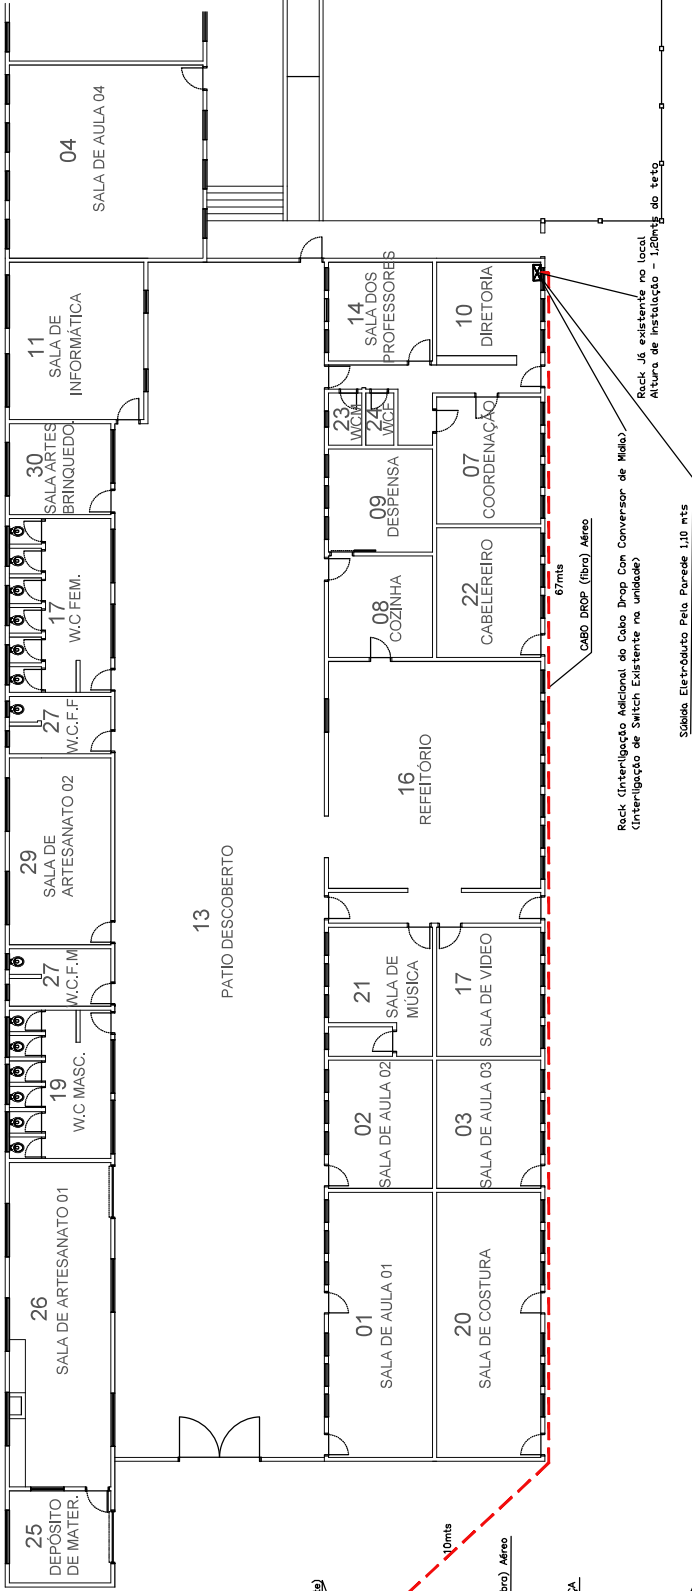 04
SALA DE AULA 04
11
SALA DE
INFORMÁTICA
30
SALA ARTES
BRINQUEDO.
17
W.C FEM.
27
W.C.F.F
29
SALA DE
ARTESANATO 02
27
W.C.F.M
19
W.C MASC.
26
SALA DE ARTESANATO 01
25
DEPÓSITO
DE MATER.
13
PATIO DESCOBERTO
14
SALA DOS
PROFESSORES
10
DIRETORIA
23
WCM
24
WCF
07
COORDENAÇÃO
09
DESPENSA
08
COZINHA
22
CABELEREIRO
16
REFEITÓRIO
21
SALA DE
MÚSICA
17
SALA DE VIDEO
02
SALA DE AULA 02
03
SALA DE AULA 03
01
SALA DE AULA 01
20
SALA DE COSTURA
Rack Já existente no local
Altura de Instalação - 1,20mts do teto
Rack (Interligação Adicional do Cabo Drop Com Conversor de Midia)
(Interligação de Switch Existente na unidade)
67mts
CABO DROP (fibra) Aéreo
Súbida Eletróduto Pela Parede 1,10 mts
10mts
bra) Aéreo